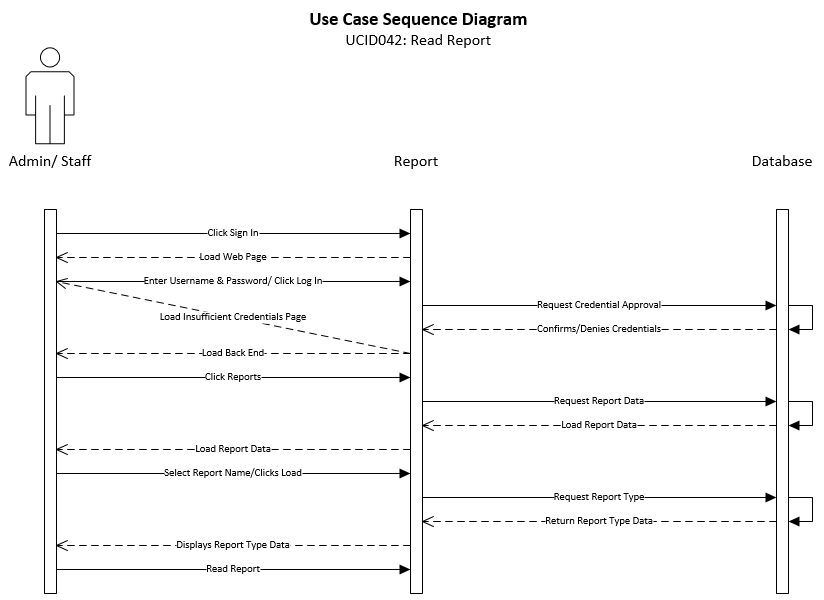 Use Case Sequence Diagram
UCID042: Read Report
Admin/ Staff
Report
Database
Click Sign In
Load Web Page
Enter Username & Password/ Click Log In
Request Credential Approval
Load Insufficient Credentials Page
Confirms/Denies Credentials
Load Back End
Click Reports
Request Report Data
Load Report Data
Load Report Data
Select Report Name/Clicks Load
Request Report Type
Return Report Type Data
Displays Report Type Data
Read Report